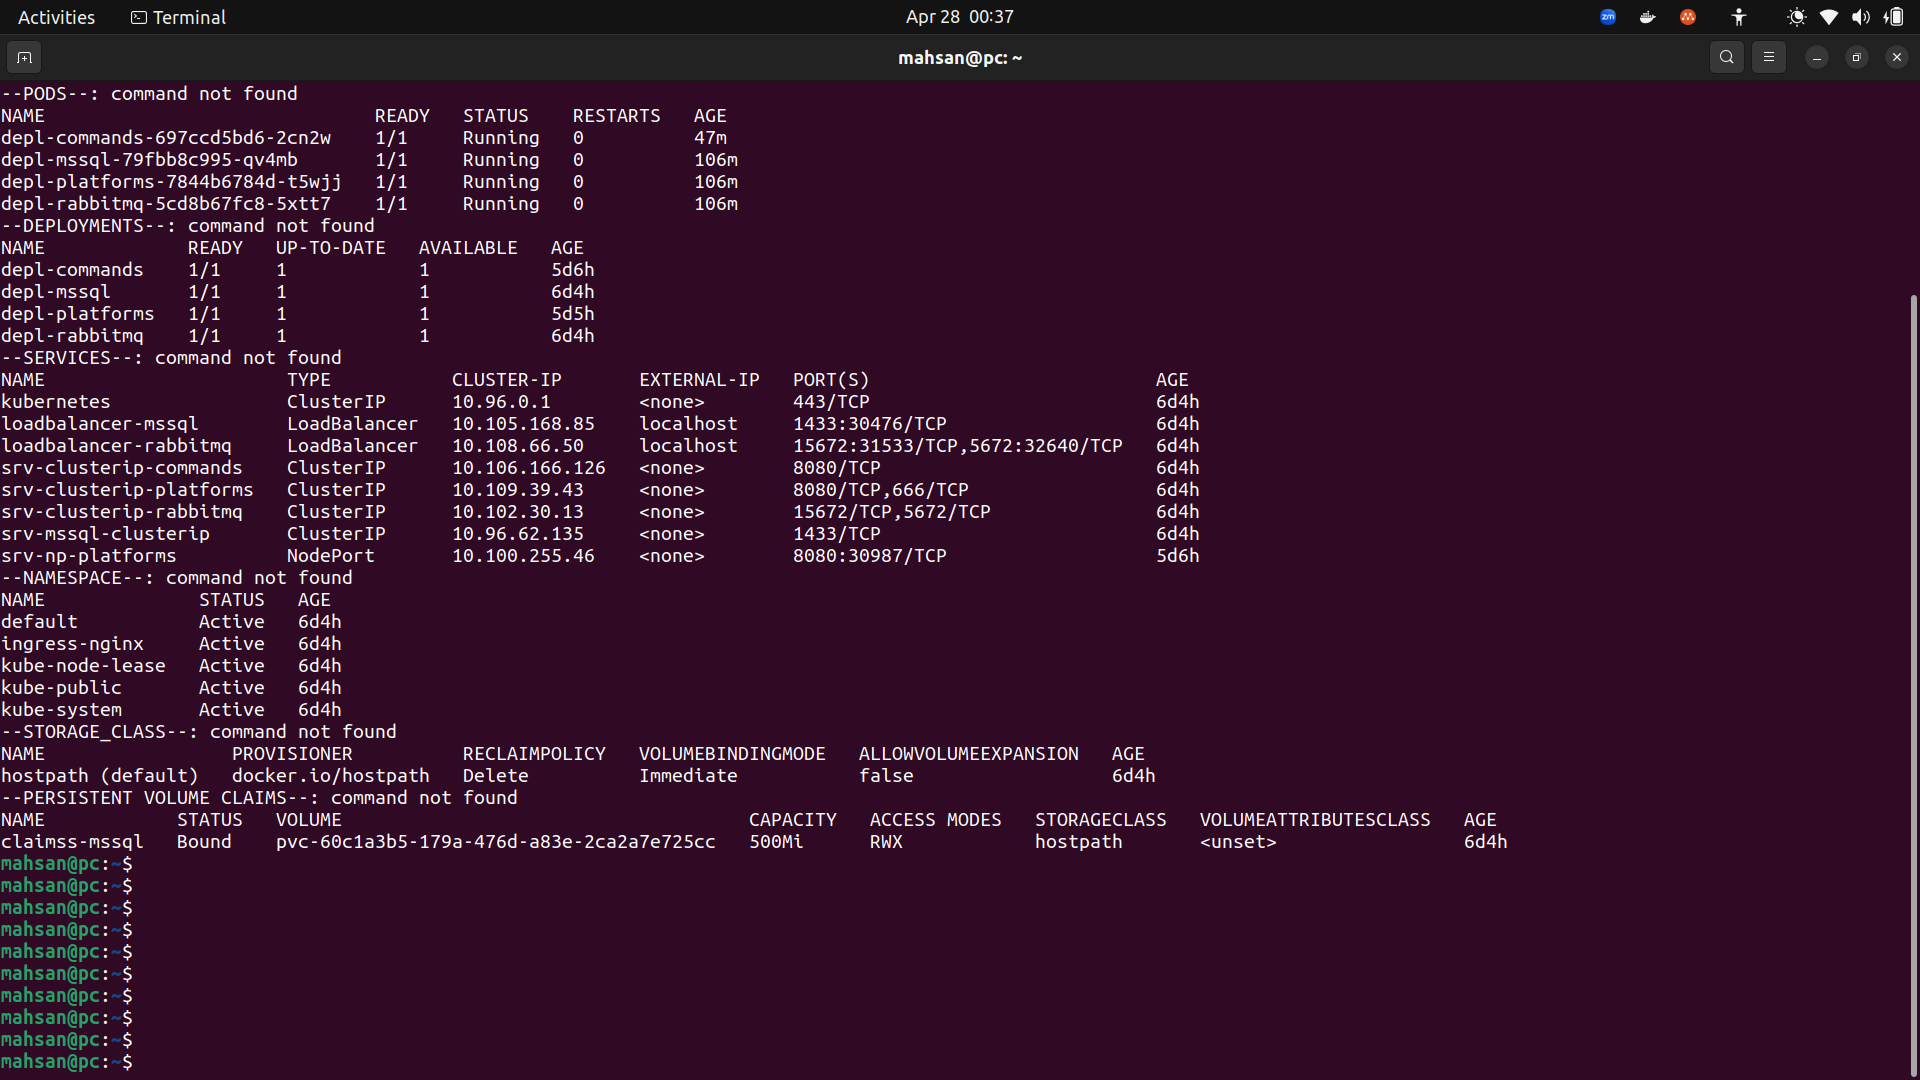 Activities Terminal Apr 28 00:37 zm
mahsan@pc: ~
--PODS--: command not found
NAME READY STATUS RESTARTS AGE
depl-commands-697ccd5bd6-2cn2w 1/1 Running 0 47m
depl-mssql-79fbb8c995-qv4mb 1/1 Running 0 106m
depl-platforms-7844b6784d-t5wjj 1/1 Running 0 106m
depl-rabbitmq-5cd8b67fc8-5xtt7 1/1 Running 0 106m
--DEPLOYMENTS--: command not found
NAME READY UP-TO-DATE AVAILABLE AGE
depl-commands 1/1 1 1 5d6h
depl-mssql 1/1 1 1 6d4h
depl-platforms 1/1 1 1 5d5h
depl-rabbitmq 1/1 1 1 6d4h
--SERVICES--: command not found
NAME TYPE CLUSTER-IP EXTERNAL-IP PORT(S) AGE
kubernetes ClusterIP 10.96.0.1 <none> 443/TCP 6d4h
loadbalancer-mssql LoadBalancer 10.105.168.85 localhost 1433:30476/TCP 6d4h
loadbalancer-rabbitmq LoadBalancer 10.108.66.50 localhost 15672:31533/TCP,5672:32640/TCP 6d4h
srv-clusterip-commands ClusterIP 10.106.166.126 <none> 8080/TCP 6d4h
srv-clusterip-platforms ClusterIP 10.109.39.43 <none> 8080/TCP,666/TCP 6d4h
srv-clusterip-rabbitmq ClusterIP 10.102.30.13 <none> 15672/TCP,5672/TCP 6d4h
srv-mssql-clusterip ClusterIP 10.96.62.135 <none> 1433/TCP 6d4h
srv-np-platforms NodePort 10.100.255.46 <none> 8080:30987/TCP 5d6h
--NAMESPACE--: command not found
NAME STATUS AGE
default Active 6d4h
ingress-nginx Active 6d4h
kube-node-lease Active 6d4h
kube-public Active 6d4h
kube-system Active 6d4h
--STORAGE_CLASS--: command not found
NAME PROVISIONER RECLAIMPOLICY VOLUMEBINDINGMODE ALLOWVOLUMEEXPANSION AGE
hostpath (default) docker.io/hostpath Delete Immediate false 6d4h
--PERSISTENT VOLUME CLAIMS--: command not found
NAME STATUS VOLUME CAPACITY ACCESS MODES STORAGECLASS VOLUMEATTRIBUTESCLASS AGE
claimss-mssql Bound pvc-60c1a3b5-179a-476d-a83e-2ca2a7e725cc 500Mi RWX hostpath <unset> 6d4h
mahsan@pc:~$
mahsan@pc:~$
mahsan@pc:~$
mahsan@pc:~$
mahsan@pc:~$
mahsan@pc:~$
mahsan@pc:~$
mahsan@pc:~$
mahsan@pc:~$
mahsan@pc:~$